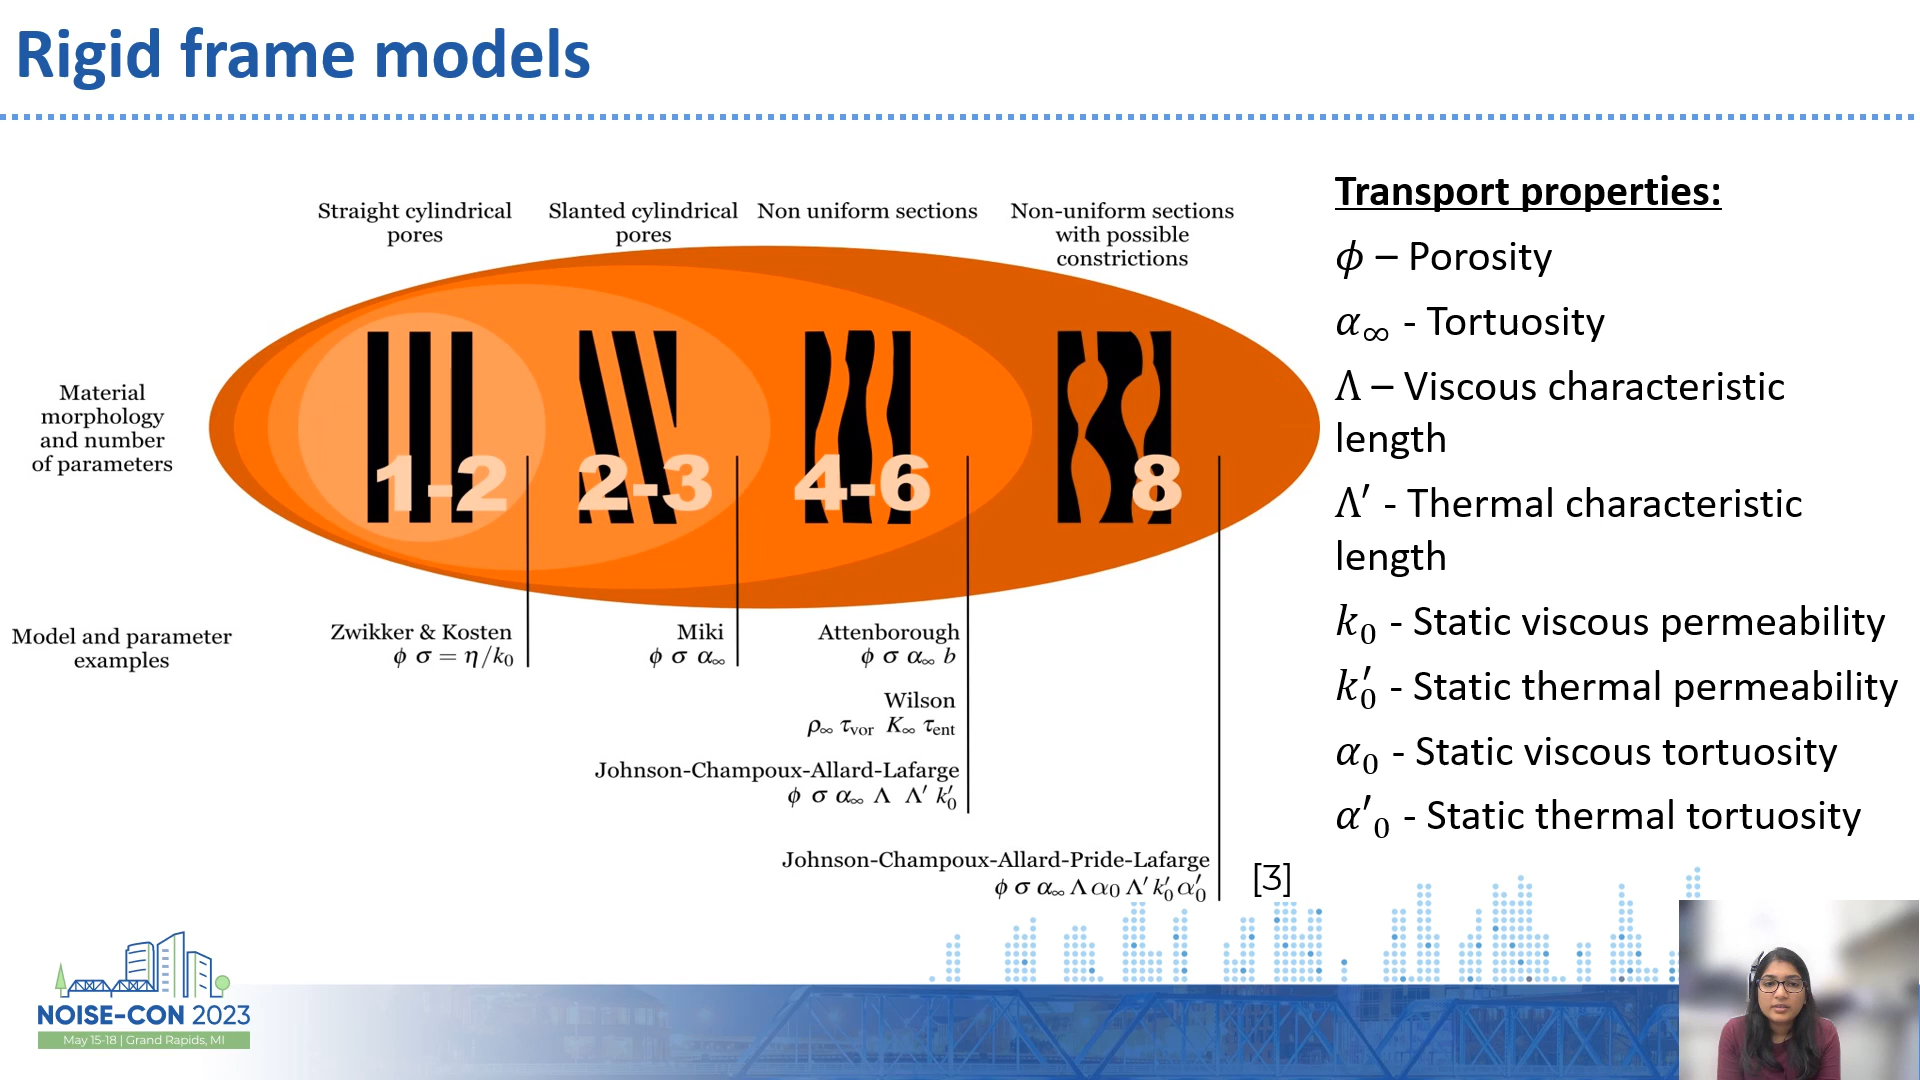 Rigid frame models
Straight cylindrical
pores
Slanted cylindrical
pores
Non uniform sections
Non-uniform sections
with possible
constrictions
Material
morphology
and number
of parameters
1-2
2-3
4-6
8
Model and parameter
examples
Zwikker & Kosten
ϕ σ = η/k₀
Miki
ϕ σ α∞
Attenborough
ϕ σ α∞ b
Wilson
ρ∞ τvor K∞ τent
Johnson-Champoux-Allard-Lafarge
ϕ σ α∞ Λ Λ′ k₀′
Johnson-Champoux-Allard-Pride-Lafarge
ϕ σ α∞ Λ α₀ Λ′ k₀′ α₀′
[3]
Transport properties:
ϕ – Porosity
α∞ - Tortuosity
Λ – Viscous characteristic
length
Λ′ - Thermal characteristic
length
k₀ - Static viscous permeability
k₀′ - Static thermal permeability
α₀ - Static viscous tortuosity
α′₀ - Static thermal tortuosity
NOISE-CON 2023
May 15-18 | Grand Rapids, MI